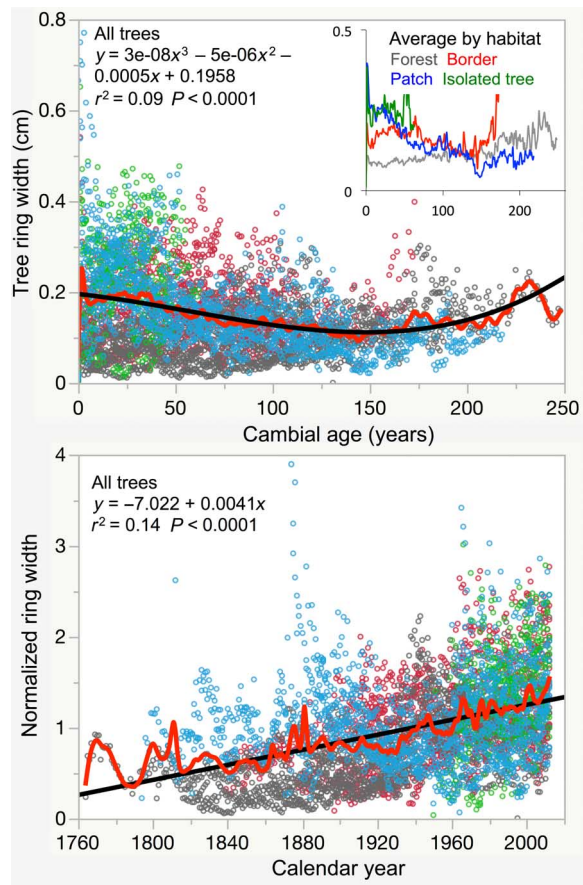 0.8
All trees
y = 3e-08x³ – 5e-06x² –
0.0005x + 0.1958
r² = 0.09 P < 0.0001
0.6
0.4
0.2
0
Tree ring width (cm)
0.5
Average by habitat
Forest Border
Patch Isolated tree
0
0 100 200
0 50 100 150 200 250
Cambial age (years)
4
All trees
y = –7.022 + 0.0041x
r² = 0.14 P < 0.0001
3
2
1
0
Normalized ring width
1760 1800 1840 1880 1920 1960 2000
Calendar year